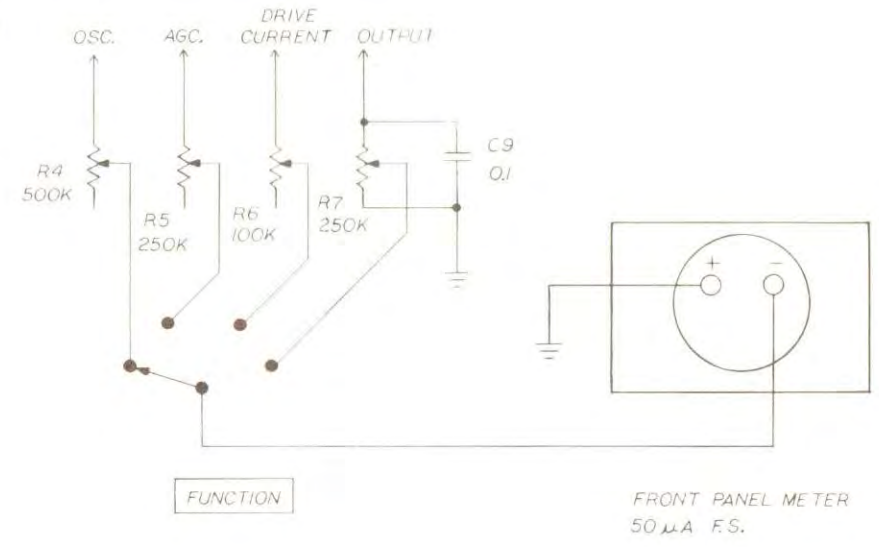 OSC.
AGC.
DRIVE
CURRENT
OUTPUT
R4
500K
R5
250K
R6
100K
R7
250K
C9
0.1
+
−
FUNCTION
FRONT PANEL METER
50 µA F.S.